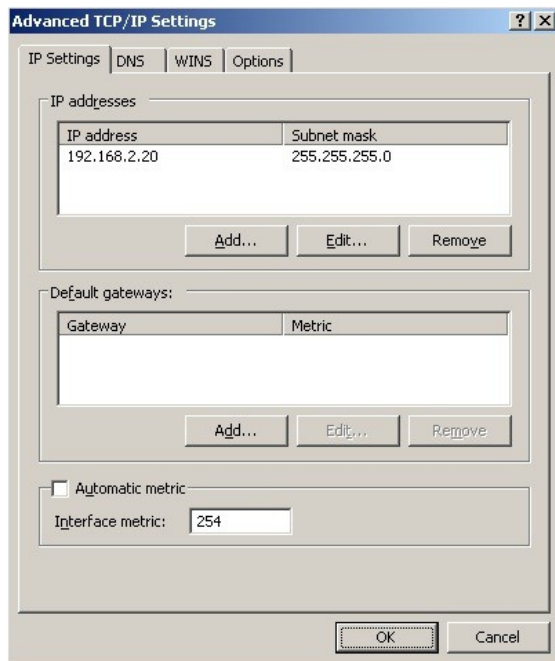 Advanced TCP/IP Settings
IP Settings DNS WINS Options
IP addresses
IP address Subnet mask
192.168.2.20 255.255.255.0
Add... Edit... Remove
Default gateways:
Gateway Metric
Add... Edit... Remove
Automatic metric
Interface metric: 254
OK Cancel